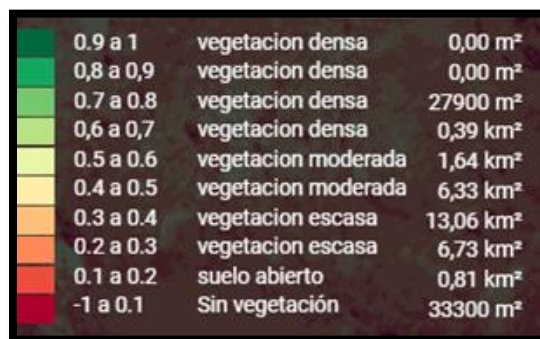 0.9 a 1 vegetacion densa 0,00 m²
0,8 a 0,9 vegetacion densa 0,00 m²
0.7 a 0.8 vegetacion densa 27900 m²
0,6 a 0,7 vegetacion densa 0,39 km²
0.5 a 0.6 vegetacion moderada 1,64 km²
0.4 a 0.5 vegetacion moderada 6,33 km²
0.3 a 0.4 vegetacion escasa 13,06 km²
0.2 a 0.3 vegetacion escasa 6,73 km²
0.1 a 0.2 suelo abierto 0,81 km²
-1 a 0.1 Sin vegetación 33300 m²